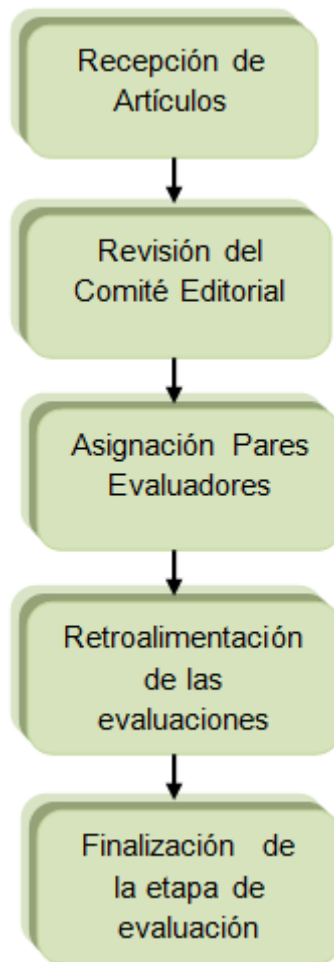 Recepción de
Artículos
Revisión del
Comité Editorial
Asignación Pares
Evaluadores
Retroalimentación
de las
evaluaciones
Finalización de
la etapa de
evaluación